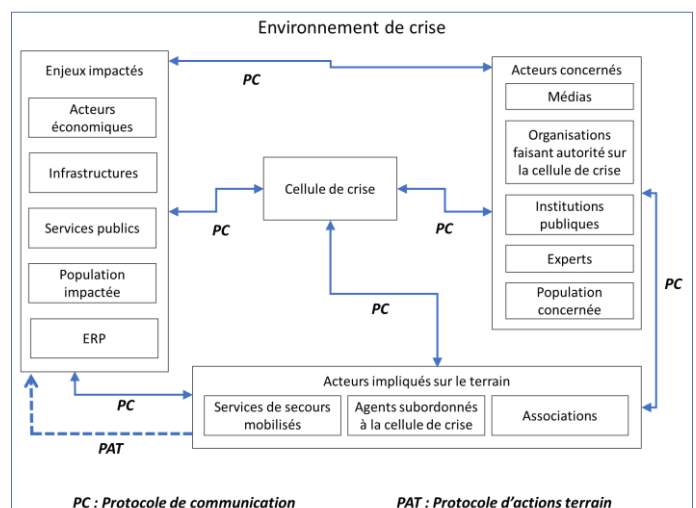 Environnement de crise
Enjeux impactés
Acteurs
économiques
Infrastructures
Services publics
Population
impactée
ERP
PC
Acteurs concernés
Médias
Organisations
faisant autorité sur
la cellule de crise
Institutions
publiques
Experts
Population
concernée
Cellule de crise
PC
PC
PC
PC
Acteurs impliqués sur le terrain
Services de secours
mobilisés
Agents subordonnés
à la cellule de crise
Associations
PC
PAT
PC : Protocole de communication
PAT : Protocole d'actions terrain